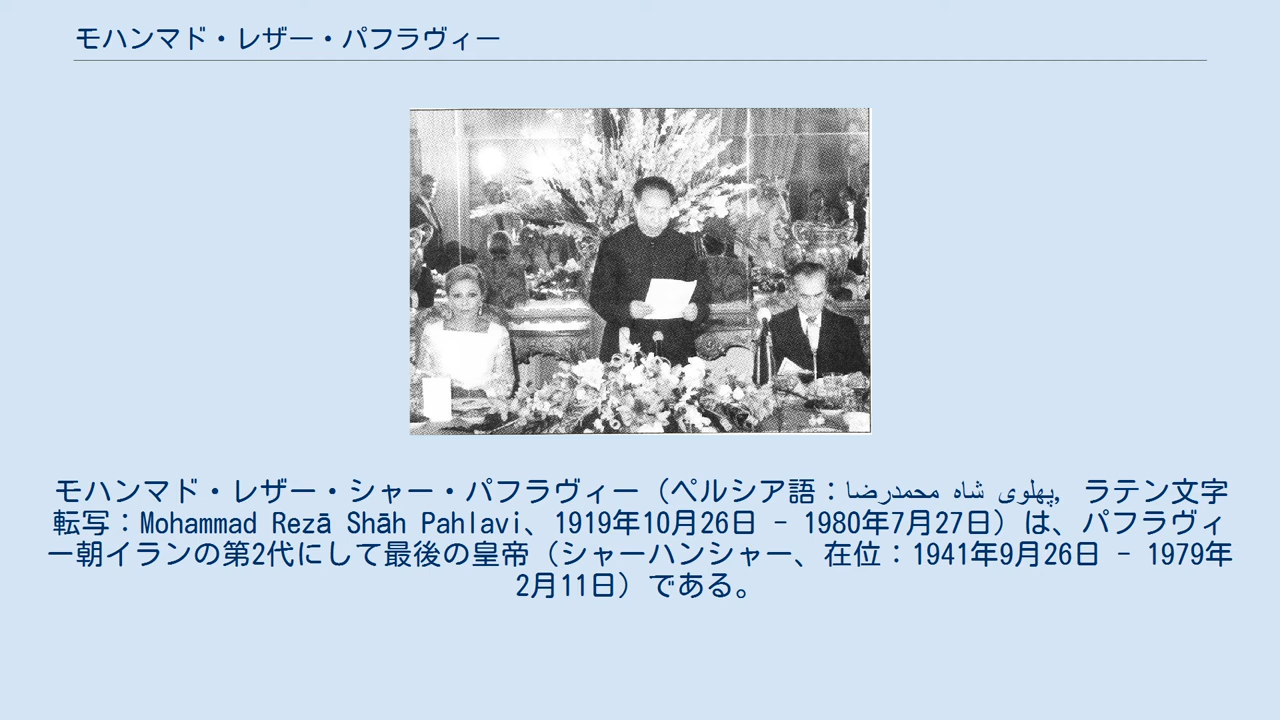 モハンマド・レザー・パフラヴィー
モハンマド・レザー・シャー・パフラヴィー（ペルシア語：محمدرضا شاه پهلوی, ラテン文字
転写：Mohammad Rezā Shāh Pahlavi、1919年10月26日 - 1980年7月27日）は、パフラヴィ
ー朝イランの第2代にして最後の皇帝（シャーハンシャー、在位：1941年9月26日 - 1979年
2月11日）である。